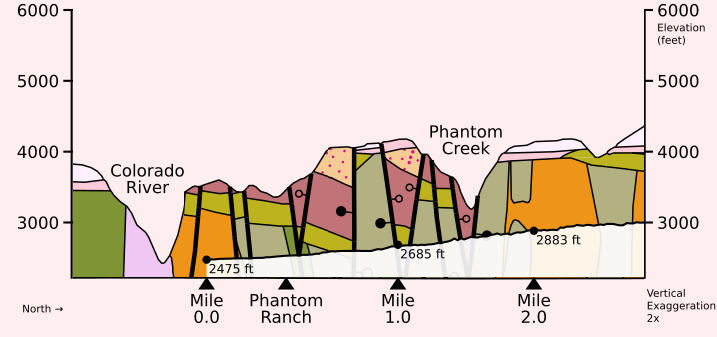 6000
6000
Elevation
(feet)
5000
5000
Phantom
Creek
4000
4000
Colorado
River
3000
3000
2883 ft
2685 ft
2475 ft
North →
Mile
0.0
Phantom
Ranch
Mile
1.0
Mile
2.0
Vertical
Exaggeration
2x